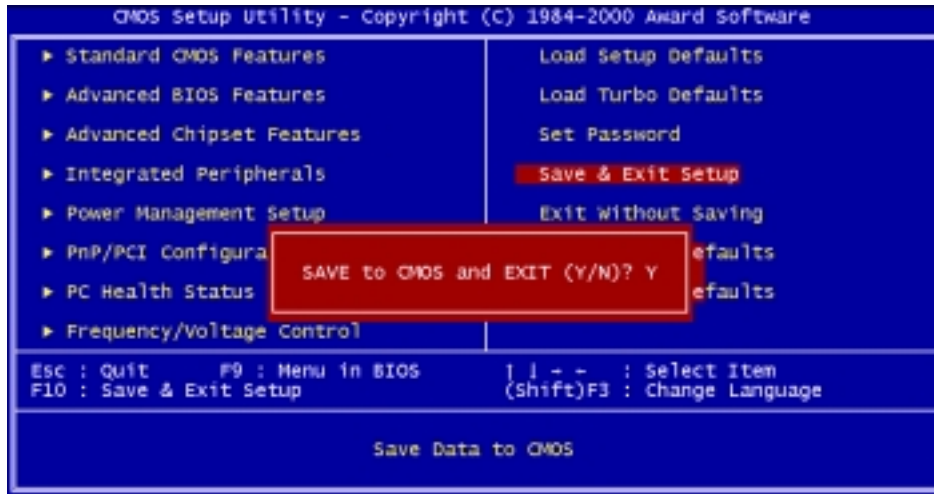 CMOS Setup Utility - Copyright (C) 1984-2000 Award Software
▶ Standard CMOS Features
▶ Advanced BIOS Features
▶ Advanced Chipset Features
▶ Integrated Peripherals
▶ Power Management Setup
▶ PnP/PCI Configura
▶ PC Health Status
▶ Frequency/Voltage Control
Load Setup Defaults
Load Turbo Defaults
Set Password
Save & Exit Setup
Exit Without Saving
efaults
efaults
SAVE to CMOS and EXIT (Y/N)? Y
Esc : Quit F9 : Menu in BIOS ↑ ↓ → ← : Select Item
F10 : Save & Exit Setup (Shift)F3 : Change Language
Save Data to CMOS